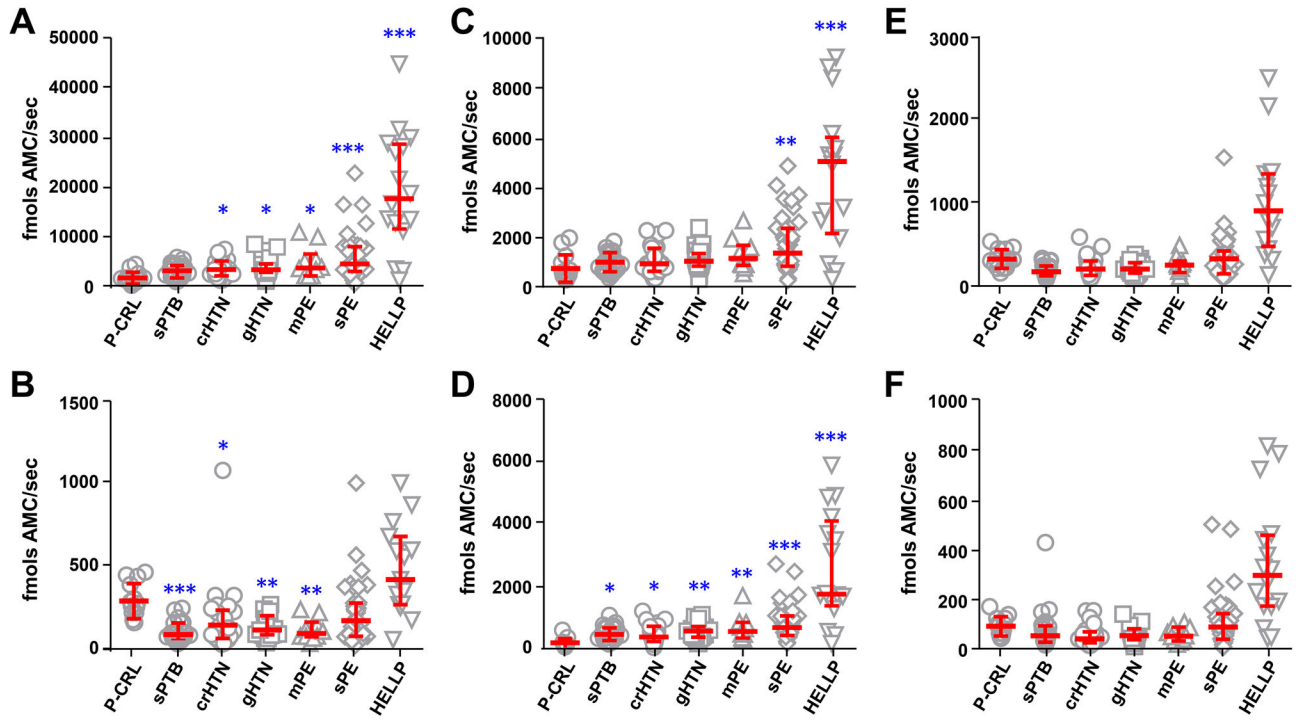 A
fmols AMC/sec
50000
40000
30000
20000
10000
0
*
*
*
***
***
P-CRL
sPTB
crHTN
gHTN
mPE
sPE
HELLP
C
fmols AMC/sec
10000
8000
6000
4000
2000
0
**
***
P-CRL
sPTB
crHTN
gHTN
mPE
sPE
HELLP
E
fmols AMC/sec
3000
2000
1000
0
P-CRL
sPTB
crHTN
gHTN
mPE
sPE
HELLP
B
fmols AMC/sec
1500
1000
500
0
***
*
**
**
P-CRL
sPTB
crHTN
gHTN
mPE
sPE
HELLP
D
fmols AMC/sec
8000
6000
4000
2000
0
*
*
**
**
***
***
P-CRL
sPTB
crHTN
gHTN
mPE
sPE
HELLP
F
fmols AMC/sec
1000
800
600
400
200
0
P-CRL
sPTB
crHTN
gHTN
mPE
sPE
HELLP